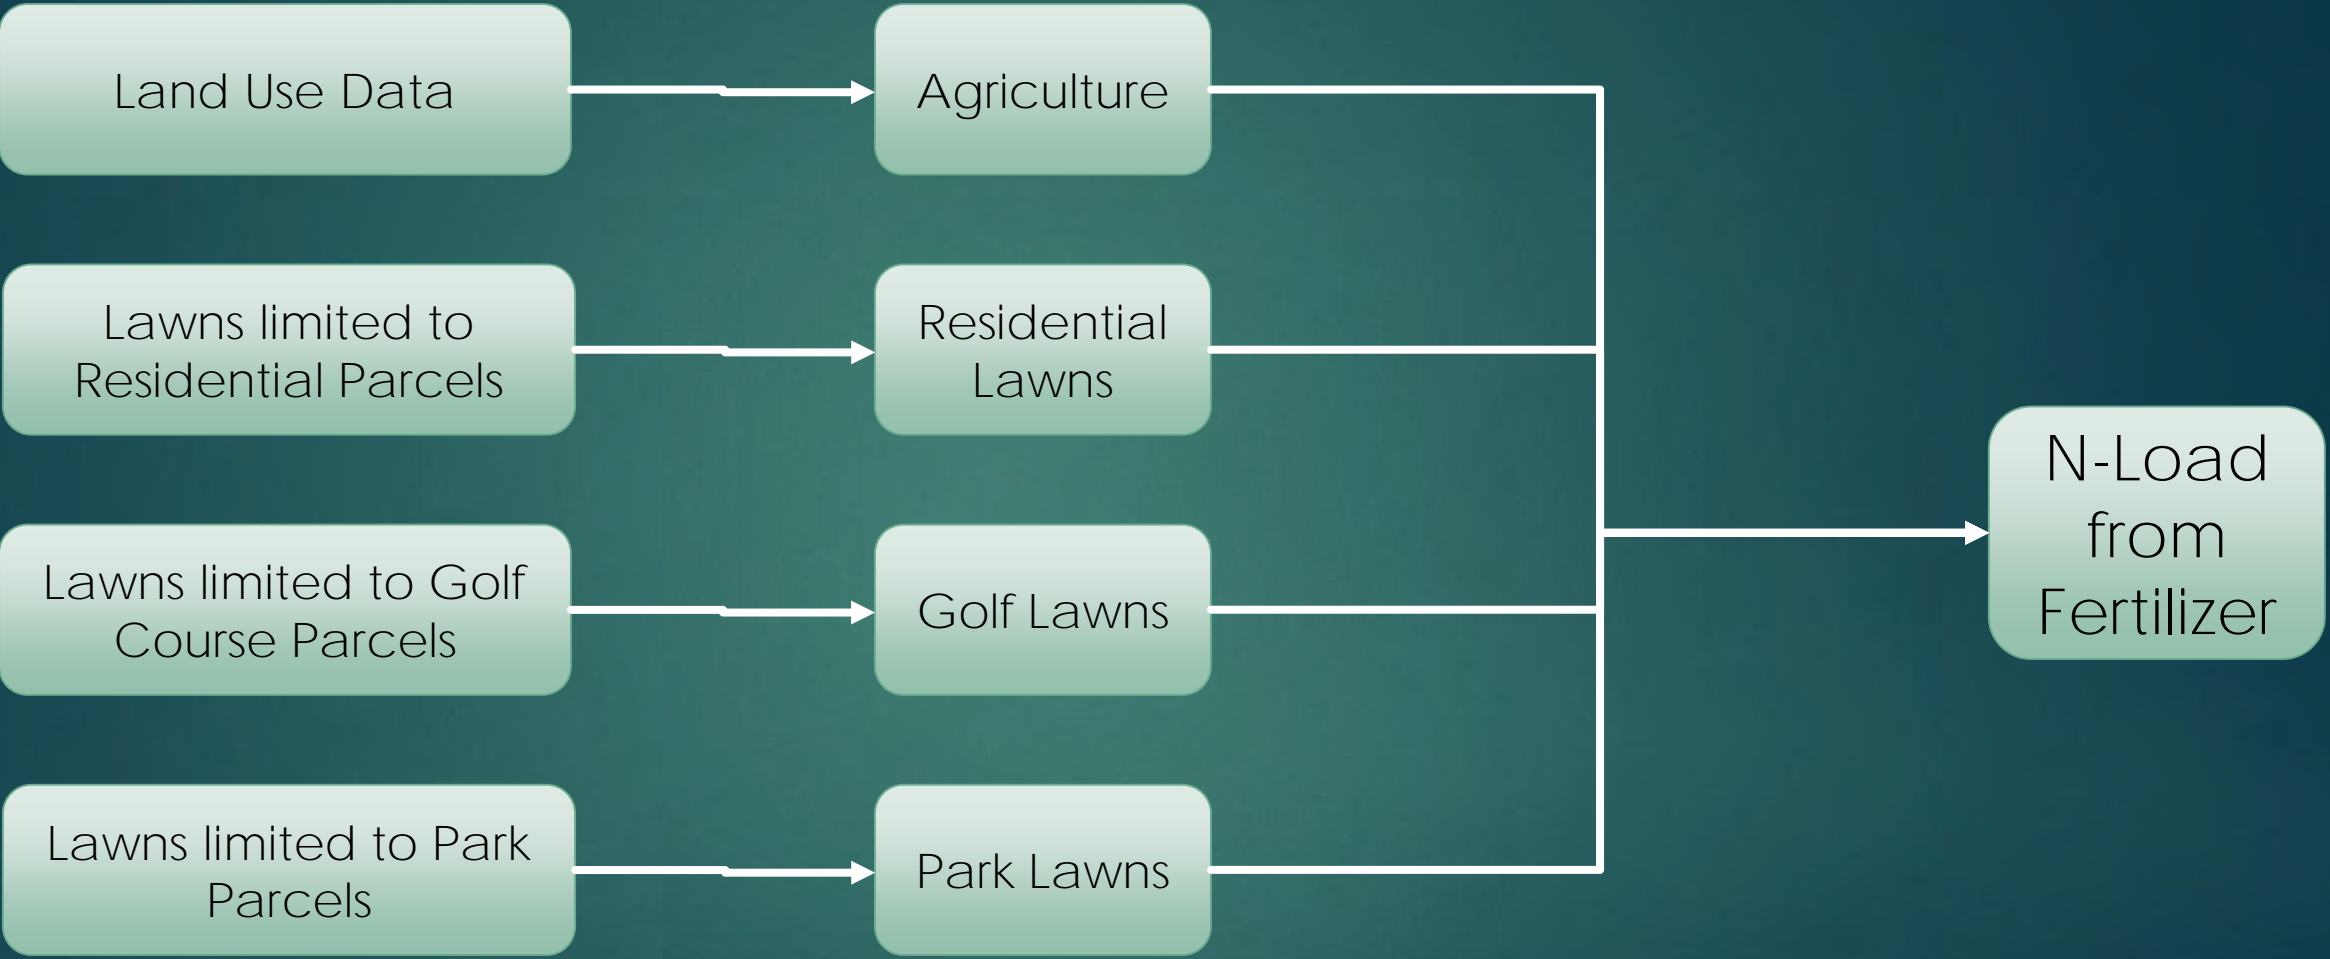 Land Use Data
Agriculture
Lawns limited to
Residential Parcels
Residential
Lawns
Lawns limited to Golf
Course Parcels
Golf Lawns
Lawns limited to Park
Parcels
Park Lawns
N-Load
from
Fertilizer